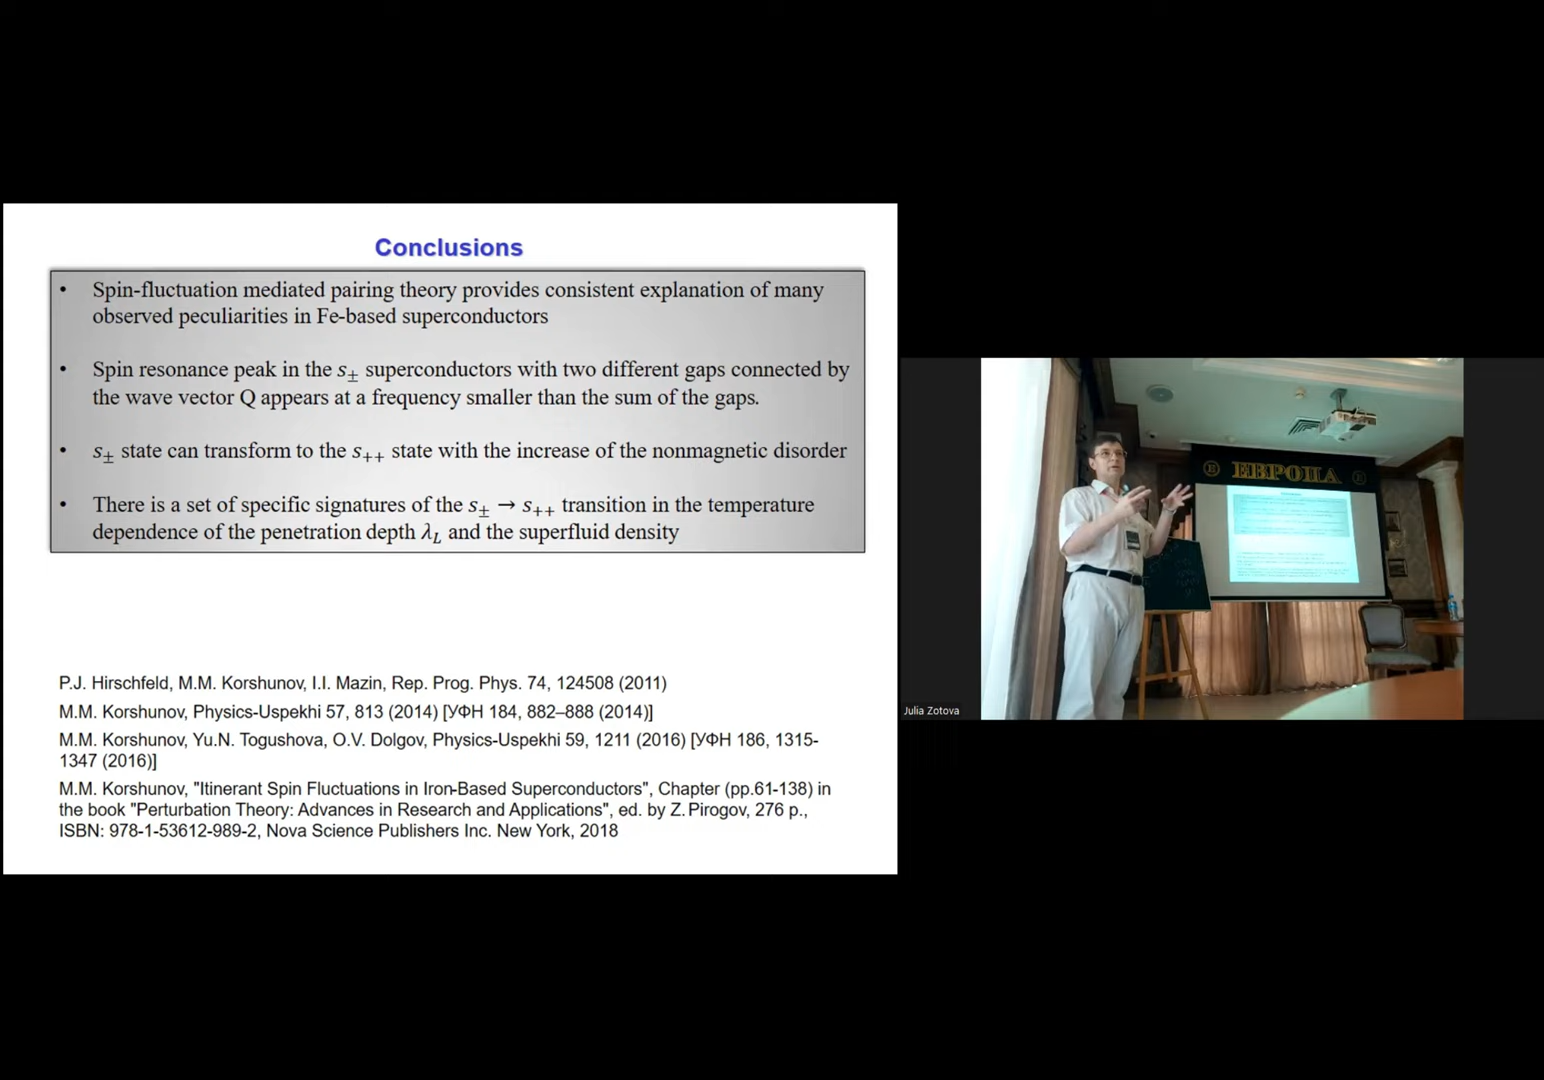 Conclusions
• Spin-fluctuation mediated pairing theory provides consistent explanation of many
observed peculiarities in Fe-based superconductors
• Spin resonance peak in the s± superconductors with two different gaps connected by
the wave vector Q appears at a frequency smaller than the sum of the gaps.
• s± state can transform to the s₊₊ state with the increase of the nonmagnetic disorder
• There is a set of specific signatures of the s± → s₊₊ transition in the temperature
dependence of the penetration depth λL and the superfluid density
P.J. Hirschfeld, M.M. Korshunov, I.I. Mazin, Rep. Prog. Phys. 74, 124508 (2011)
M.M. Korshunov, Physics-Uspekhi 57, 813 (2014) [УФН 184, 882–888 (2014)]
M.M. Korshunov, Yu.N. Togushova, O.V. Dolgov, Physics-Uspekhi 59, 1211 (2016) [УФН 186, 1315-
1347 (2016)]
M.M. Korshunov, "Itinerant Spin Fluctuations in Iron-Based Superconductors", Chapter (pp.61-138) in
the book "Perturbation Theory: Advances in Research and Applications", ed. by Z. Pirogov, 276 p.,
ISBN: 978-1-53612-989-2, Nova Science Publishers Inc. New York, 2018
ЕВРОПА
Julia Zotova